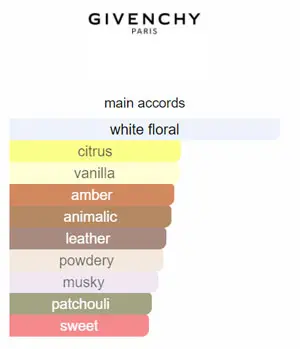 GIVENCHY
PARIS
main accords
white floral
citrus
vanilla
amber
animalic
leather
powdery
musky
patchouli
sweet